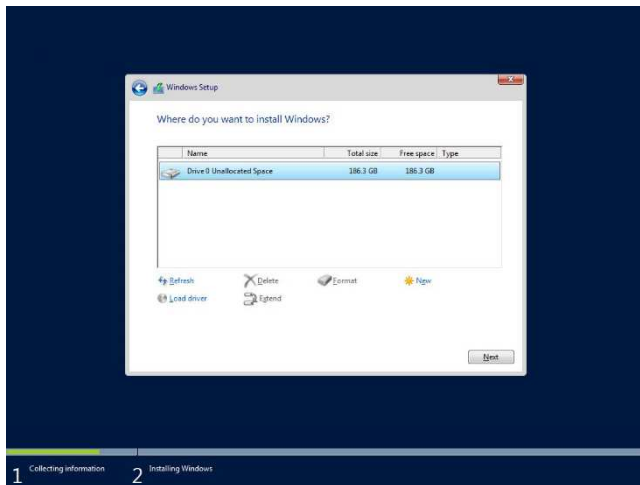 Windows Setup
Where do you want to install Windows?
Name Total size Free space Type
Drive 0 Unallocated Space 186.3 GB 186.3 GB
Refresh Delete Format New
Load driver Extend
Next
1 Collecting information 2 Installing Windows